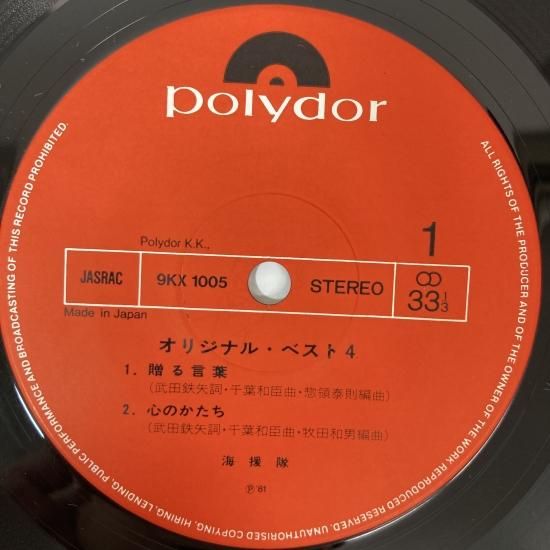 polydor
1
Polydor K.K.,
JASRAC 9KX 1005 STEREO 33 1/3
Made in Japan
オリジナル・ベスト4
1. 贈る言葉
(武田鉄矢詞・千葉和臣曲・惣領泰則編曲)
2. 心のかたち
(武田鉄矢詞・千葉和臣曲・牧田和男編曲)
海援隊
Ⓟ'81
ALL RIGHTS OF THE PRODUCER AND OF THE OWNER OF THE WORK REPRODUCED RESERVED. UNAUTHORISED COPYING, HIRING, LENDING, PUBLIC PERFORMANCE AND BROADCASTING OF THIS RECORD PROHIBITED.